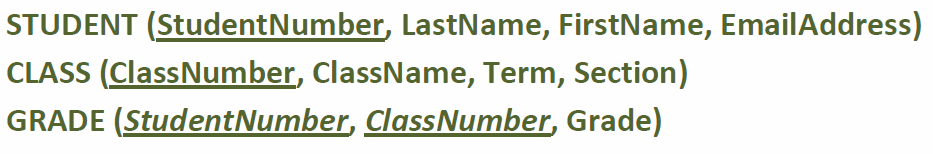 STUDENT (StudentNumber, LastName, FirstName, EmailAddress)
CLASS (ClassNumber, ClassName, Term, Section)
GRADE (StudentNumber, ClassNumber, Grade)